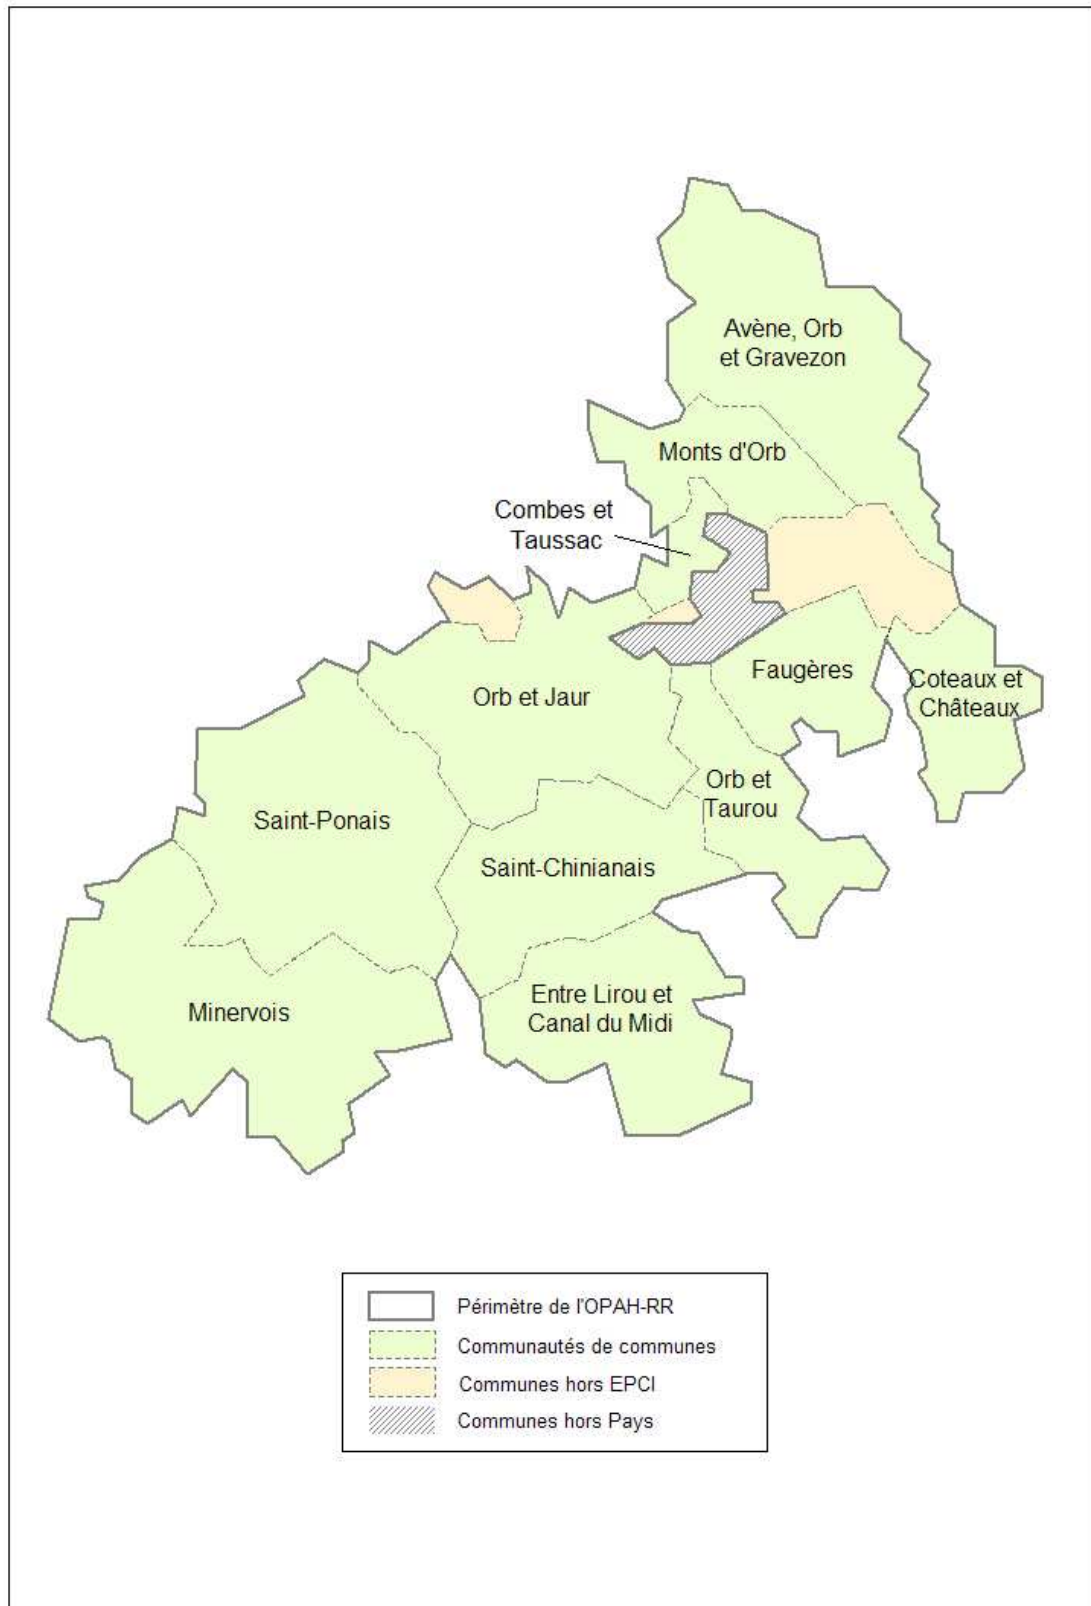 Avène, Orb
et Gravezon
Monts d'Orb
Combes et
Taussac
Faugères
Coteaux et
Châteaux
Orb et Jaur
Orb et
Taurou
Saint-Ponais
Saint-Chinianais
Entre Lirou et
Canal du Midi
Minervois
Périmètre de l'OPAH-RR
Communautés de communes
Communes hors EPCI
Communes hors Pays